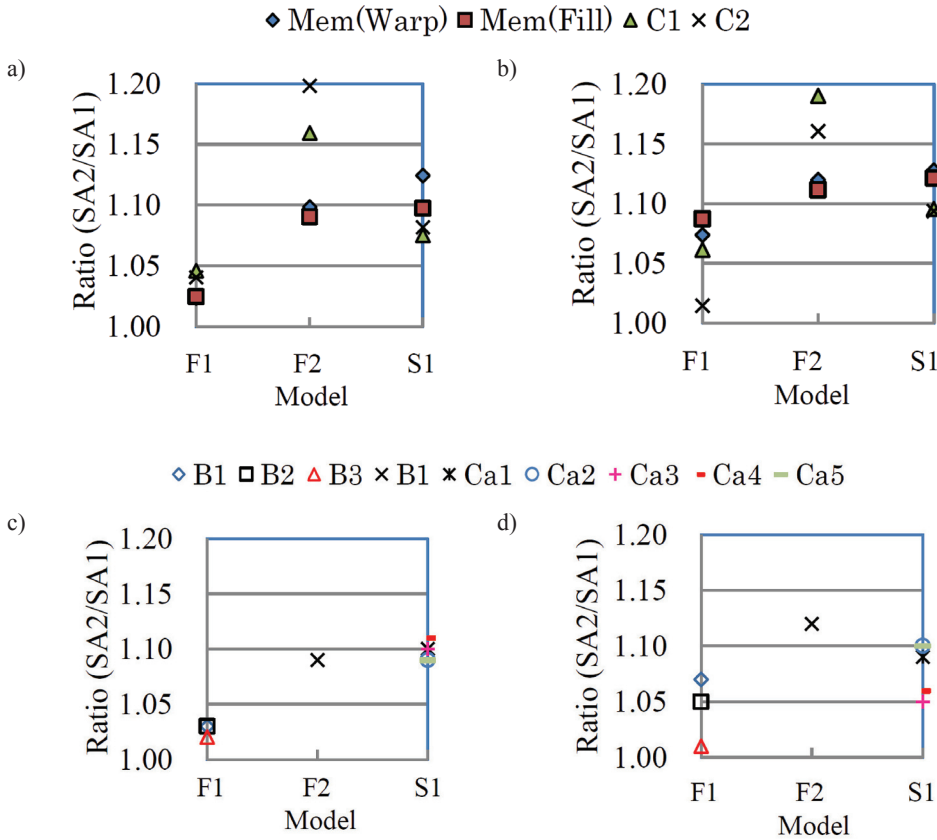 Mem(Warp) Mem(Fill) C1 C2
a)
1.20
1.15
1.10
1.05
1.00
Ratio (SA2/SA1)
F1 F2 S1
Model
b)
1.20
1.15
1.10
1.05
1.00
Ratio (SA2/SA1)
F1 F2 S1
Model
B1 B2 B3 B1 Ca1 Ca2 Ca3 Ca4 Ca5
c)
1.20
1.15
1.10
1.05
1.00
Ratio (SA2/SA1)
F1 F2 S1
Model
d)
1.20
1.15
1.10
1.05
1.00
Ratio (SA2/SA1)
F1 F2 S1
Model